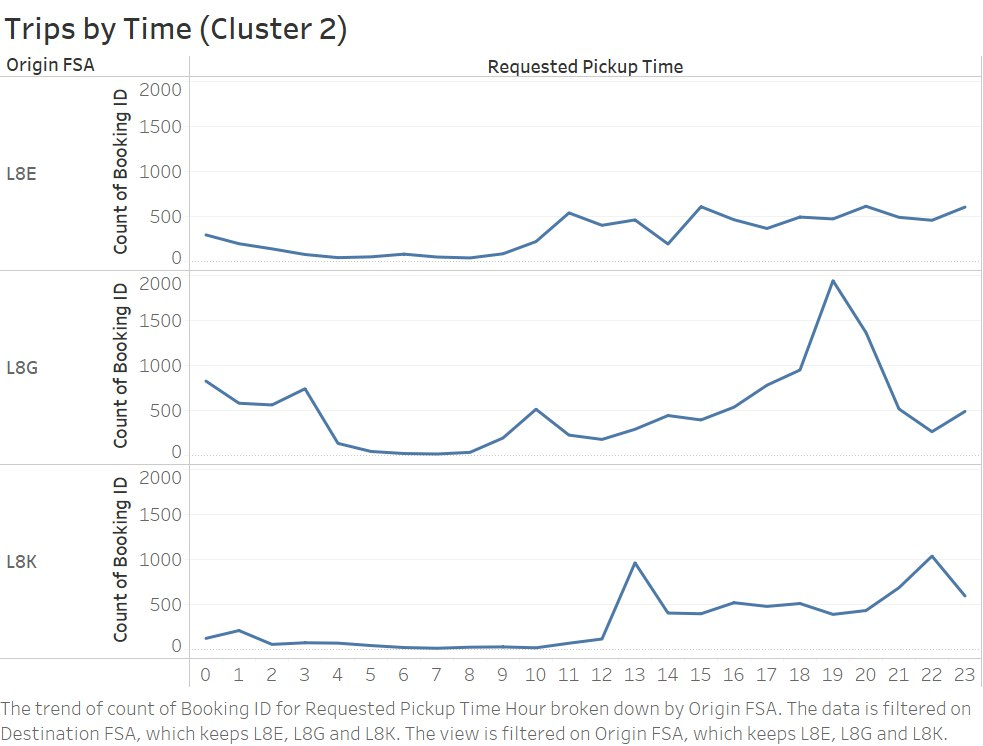 Trips by Time (Cluster 2)
Origin FSA
Requested Pickup Time
L8E
Count of Booking ID
2000
1500
1000
500
0
L8G
Count of Booking ID
2000
1500
1000
500
0
L8K
Count of Booking ID
2000
1500
1000
500
0
0 1 2 3 4 5 6 7 8 9 10 11 12 13 14 15 16 17 18 19 20 21 22 23
The trend of count of Booking ID for Requested Pickup Time Hour broken down by Origin FSA. The data is filtered on
Destination FSA, which keeps L8E, L8G and L8K. The view is filtered on Origin FSA, which keeps L8E, L8G and L8K.